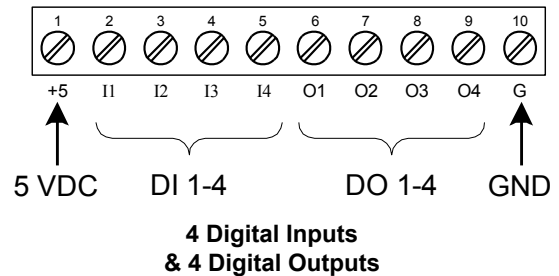 1 2 3 4 5 6 7 8 9 10
+5 I1 I2 I3 I4 O1 O2 O3 O4 G
5 VDC DI 1-4 DO 1-4 GND
4 Digital Inputs
& 4 Digital Outputs